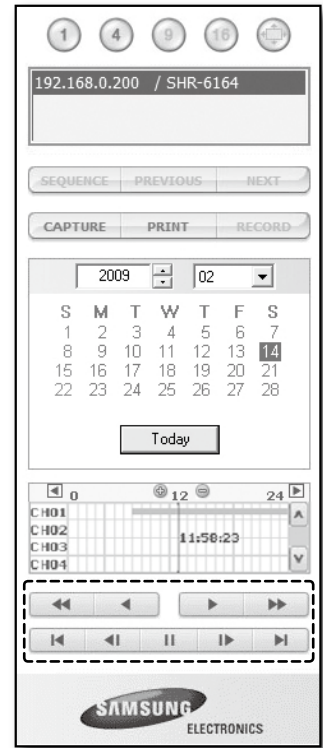 1 4 9 16
192.168.0.200 / SHR-6164
SEQUENCE PREVIOUS NEXT
CAPTURE PRINT RECORD
2009 02
S M T W T F S
1 2 3 4 5 6 7
8 9 10 11 12 13 14
15 16 17 18 19 20 21
22 23 24 25 26 27 28
Today
0 12 24
CH01
CH02
11:58:23
CH03
CH04
SAMSUNG
ELECTRONICS